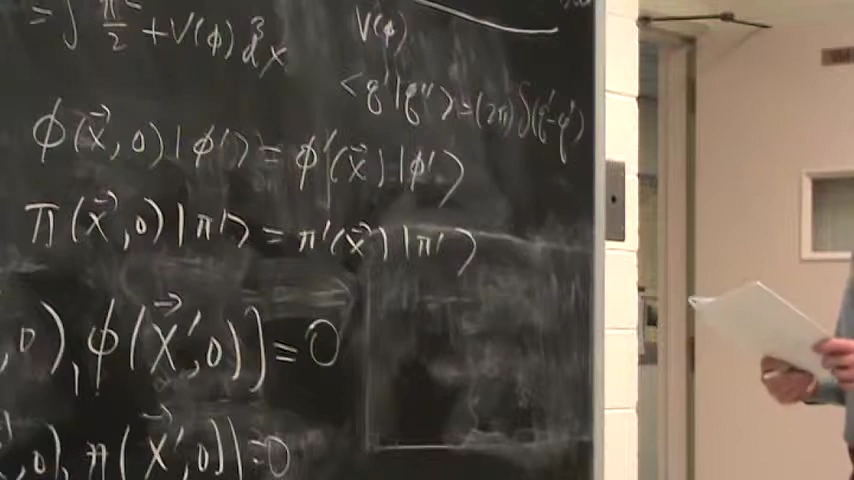 = ∫ π²/2 + V(φ) d³x
V(φ)
<q'|q''> = (2π) δ(q'-q'')
φ(x⃗,0)|φ'> = φ'(x⃗)|φ'>
π(x⃗,0)|π'> = π'(x⃗)|π'>
,0), φ(x⃗',0)] = 0
,0), π(x⃗',0)] = 0